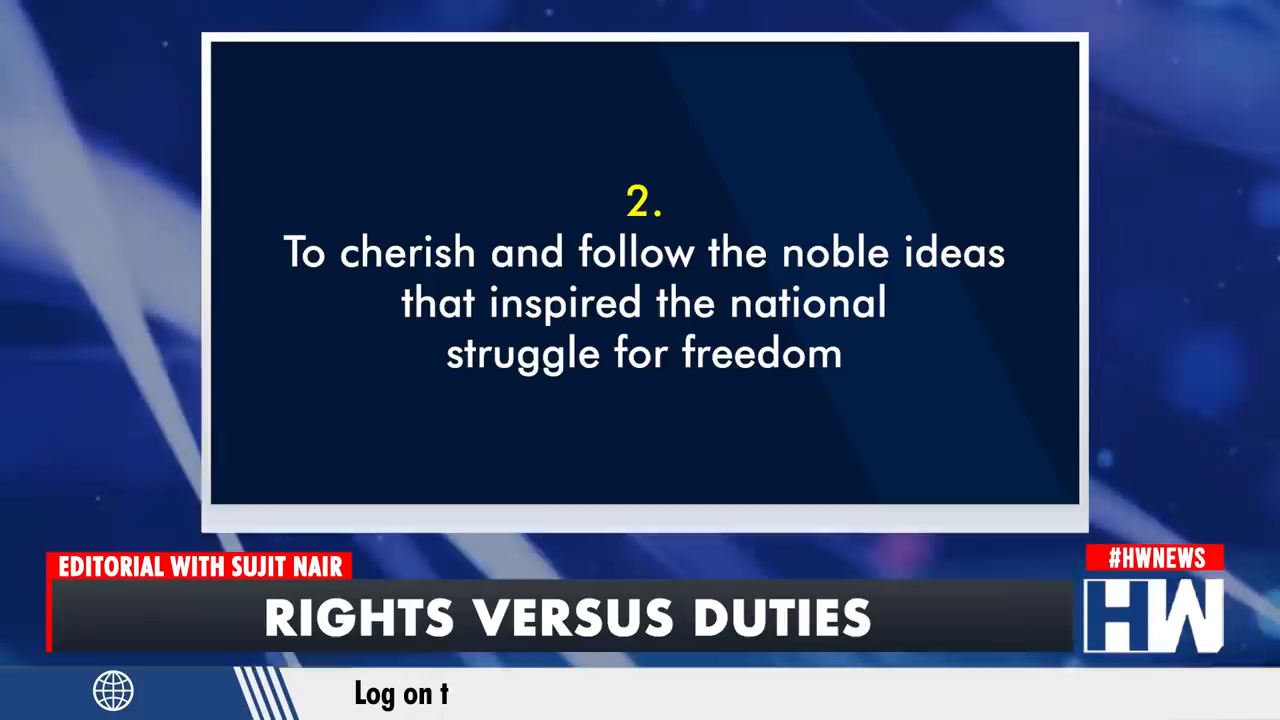 2.
To cherish and follow the noble ideas
that inspired the national
struggle for freedom
EDITORIAL WITH SUJIT NAIR
#HWNEWS
RIGHTS VERSUS DUTIES
HW
Log on t